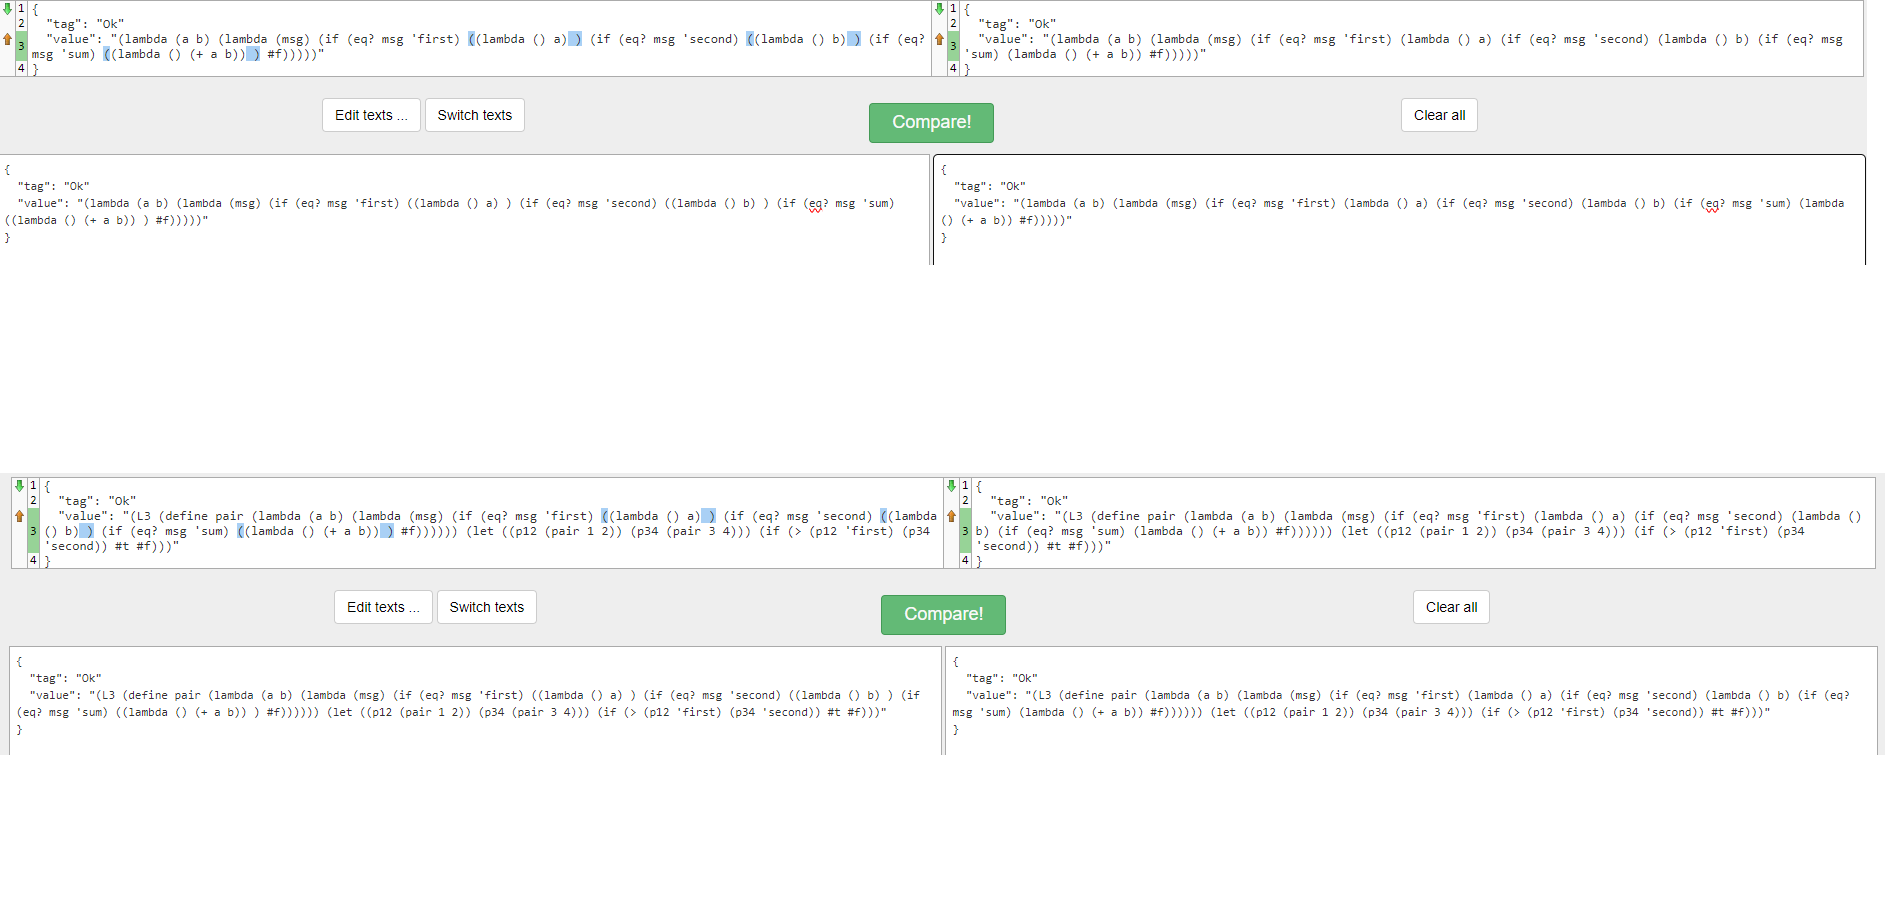 1 {
2   "tag": "Ok"
3   "value": "(lambda (a b) (lambda (msg) (if (eq? msg 'first) ((lambda () a) ) (if (eq? msg 'second) ((lambda () b) ) (if (eq?
msg 'sum) ((lambda () (+ a b)) ) #f)))))"
4 }
1 {
2   "tag": "Ok"
3   "value": "(lambda (a b) (lambda (msg) (if (eq? msg 'first) (lambda () a) (if (eq? msg 'second) (lambda () b) (if (eq? msg
'sum) (lambda () (+ a b)) #f)))))"
4 }
Edit texts ... Switch texts Compare! Clear all
{
  "tag": "Ok"
  "value": "(lambda (a b) (lambda (msg) (if (eq? msg 'first) ((lambda () a) ) (if (eq? msg 'second) ((lambda () b) ) (if (eq? msg 'sum)
((lambda () (+ a b)) ) #f)))))"
}
{
  "tag": "Ok"
  "value": "(lambda (a b) (lambda (msg) (if (eq? msg 'first) (lambda () a) (if (eq? msg 'second) (lambda () b) (if (eq? msg 'sum) (lambda
() (+ a b)) #f)))))"
}
1 {
2   "tag": "Ok"
"value": "(L3 (define pair (lambda (a b) (lambda (msg) (if (eq? msg 'first) ((lambda () a) ) (if (eq? msg 'second) ((lambda
3 () b) ) (if (eq? msg 'sum) ((lambda () (+ a b)) ) #f)))))) (let ((p12 (pair 1 2)) (p34 (pair 3 4))) (if (> (p12 'first) (p34
'second)) #t #f)))"
4 }
1 {
2   "tag": "Ok"
"value": "(L3 (define pair (lambda (a b) (lambda (msg) (if (eq? msg 'first) (lambda () a) (if (eq? msg 'second) (lambda ()
3 b) (if (eq? msg 'sum) (lambda () (+ a b)) #f)))))) (let ((p12 (pair 1 2)) (p34 (pair 3 4))) (if (> (p12 'first) (p34
'second)) #t #f)))"
4 }
Edit texts ... Switch texts Compare! Clear all
{
  "tag": "Ok"
  "value": "(L3 (define pair (lambda (a b) (lambda (msg) (if (eq? msg 'first) ((lambda () a) ) (if (eq? msg 'second) ((lambda () b) ) (if
(eq? msg 'sum) ((lambda () (+ a b)) ) #f)))))) (let ((p12 (pair 1 2)) (p34 (pair 3 4))) (if (> (p12 'first) (p34 'second)) #t #f)))"
}
{
  "tag": "Ok"
  "value": "(L3 (define pair (lambda (a b) (lambda (msg) (if (eq? msg 'first) (lambda () a) (if (eq? msg 'second) (lambda () b) (if (eq?
msg 'sum) (lambda () (+ a b)) #f)))))) (let ((p12 (pair 1 2)) (p34 (pair 3 4))) (if (> (p12 'first) (p34 'second)) #t #f)))"
}